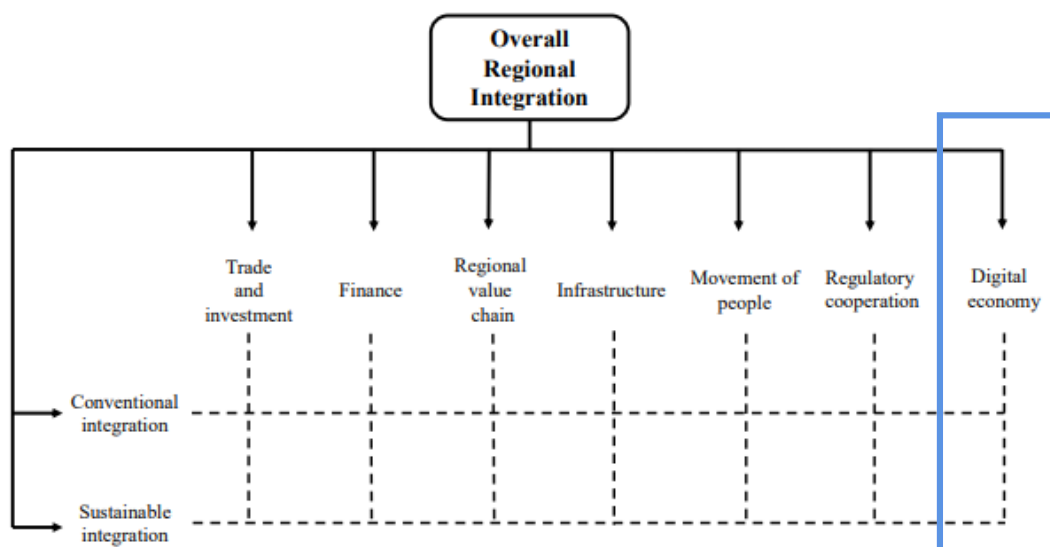 Overall
Regional
Integration
Trade
and
investment
Finance
Regional
value
chain
Infrastructure
Movement of
people
Regulatory
cooperation
Digital
economy
Conventional
integration
Sustainable
integration